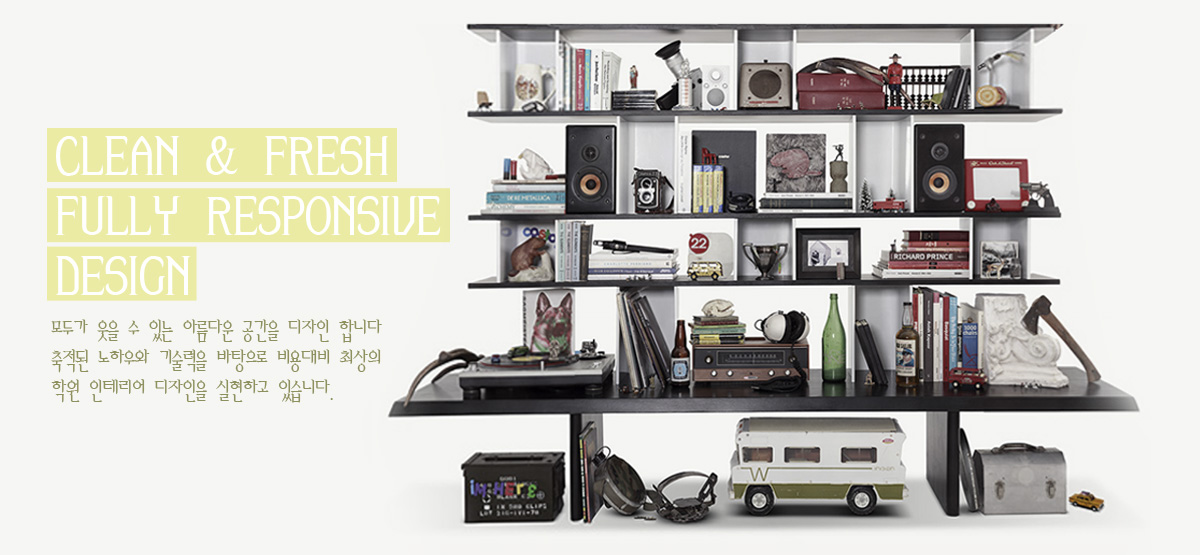 CLEAN & FRESH
FULLY RESPONSIVE
DESIGN
모두가 웃을 수 있는 아름다운 공간을 디자인 합니다
축적된 노하우와 기술력을 바탕으로 비용대비 최상의
학원 인테리어 디자인을 실현하고 있습니다.
22
RICHARD PRINCE
W